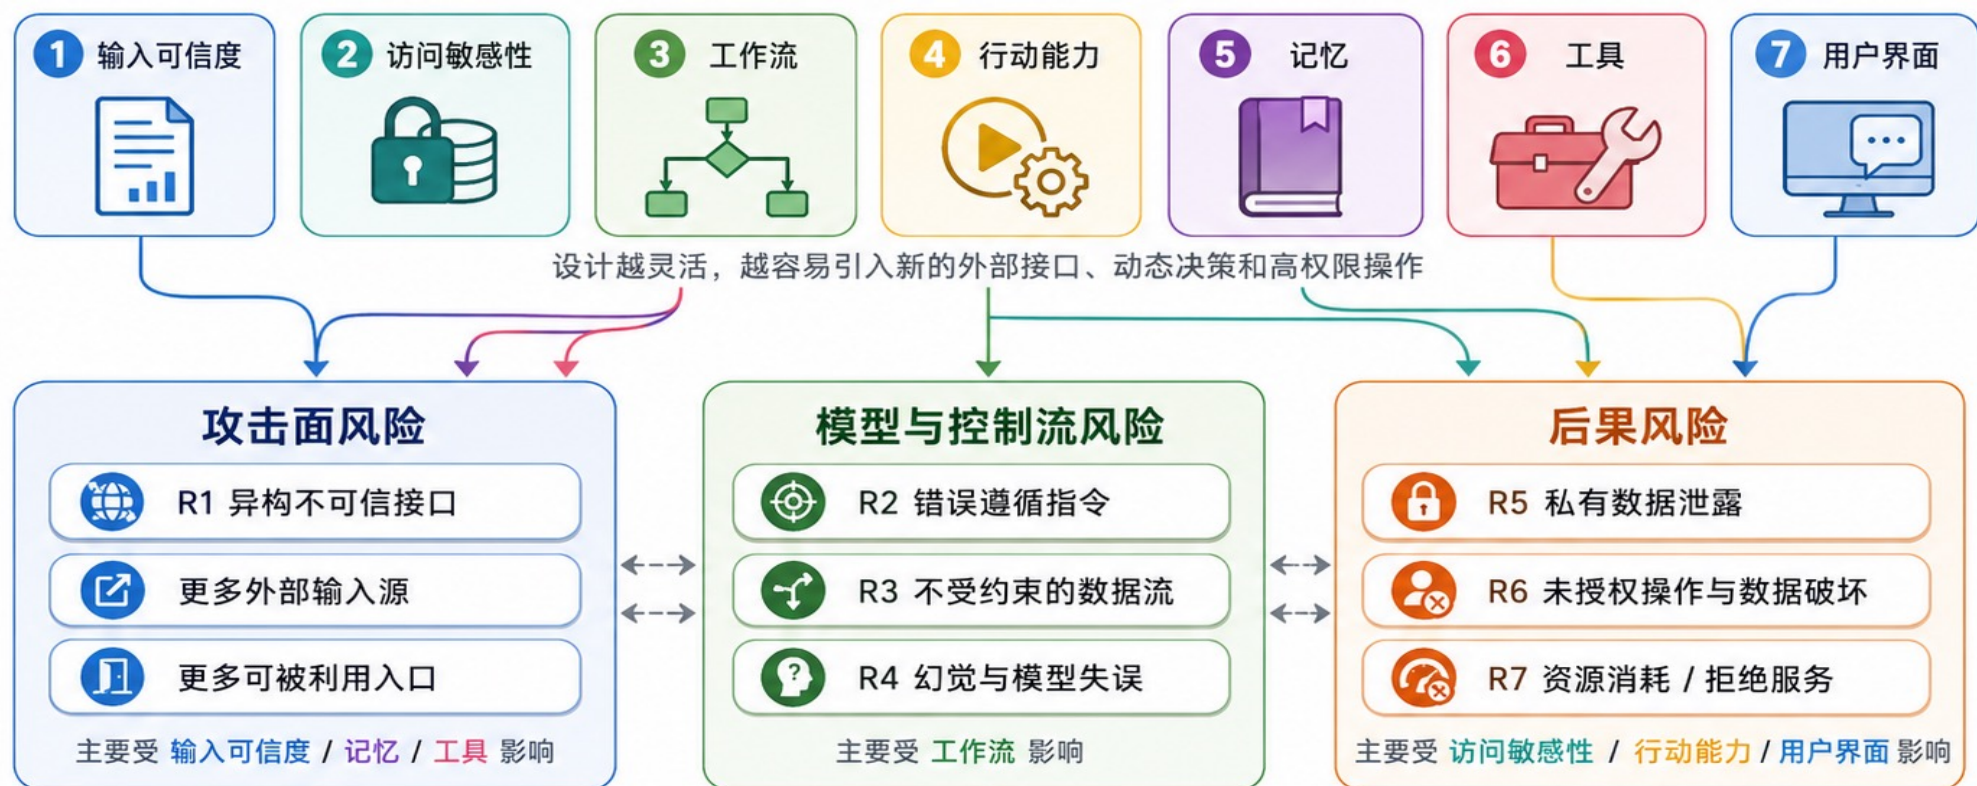 1 输入可信度
2 访问敏感性
3 工作流
4 行动能力
5 记忆
6 工具
7 用户界面
设计越灵活，越容易引入新的外部接口、动态决策和高权限操作
攻击面风险
R1 异构不可信接口
更多外部输入源
更多可被利用入口
主要受 输入可信度 / 记忆 / 工具 影响
模型与控制流风险
R2 错误遵循指令
R3 不受约束的数据流
?
R4 幻觉与模型失误
主要受 工作流 影响
后果风险
R5 私有数据泄露
R6 未授权操作与数据破坏
R7 资源消耗 / 拒绝服务
主要受 访问敏感性 / 行动能力 / 用户界面 影响